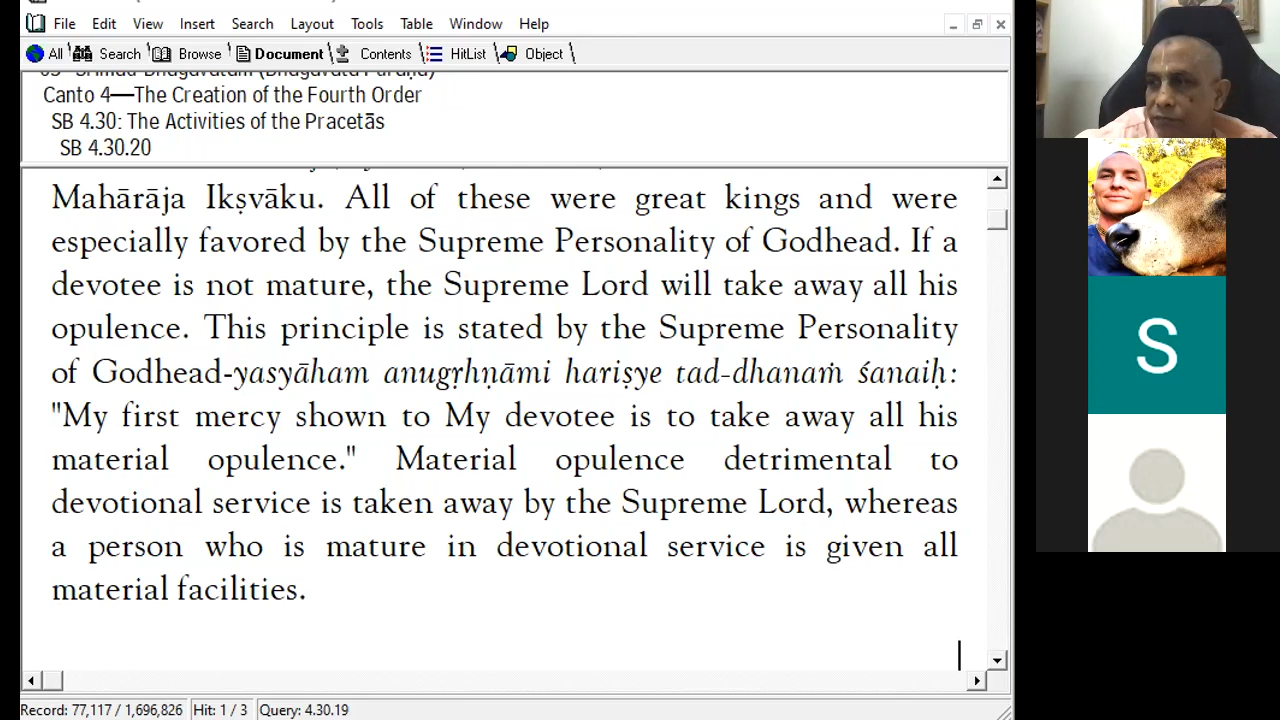 File Edit View Insert Search Layout Tools Table Window Help
All Search Browse Document Contents HitList Object
Canto 4—The Creation of the Fourth Order
SB 4.30: The Activities of the Pracetās
SB 4.30.20
Mahārāja Ikṣvāku. All of these were great kings and were
especially favored by the Supreme Personality of Godhead. If a
devotee is not mature, the Supreme Lord will take away all his
opulence. This principle is stated by the Supreme Personality
of Godhead-yasyāham anugṛhṇāmi hariṣye tad-dhanaṁ śanaiḥ:
"My first mercy shown to My devotee is to take away all his
material opulence." Material opulence detrimental to
devotional service is taken away by the Supreme Lord, whereas
a person who is mature in devotional service is given all
material facilities.
S
Record: 77,117 / 1,696,826 Hit: 1 / 3 Query: 4.30.19